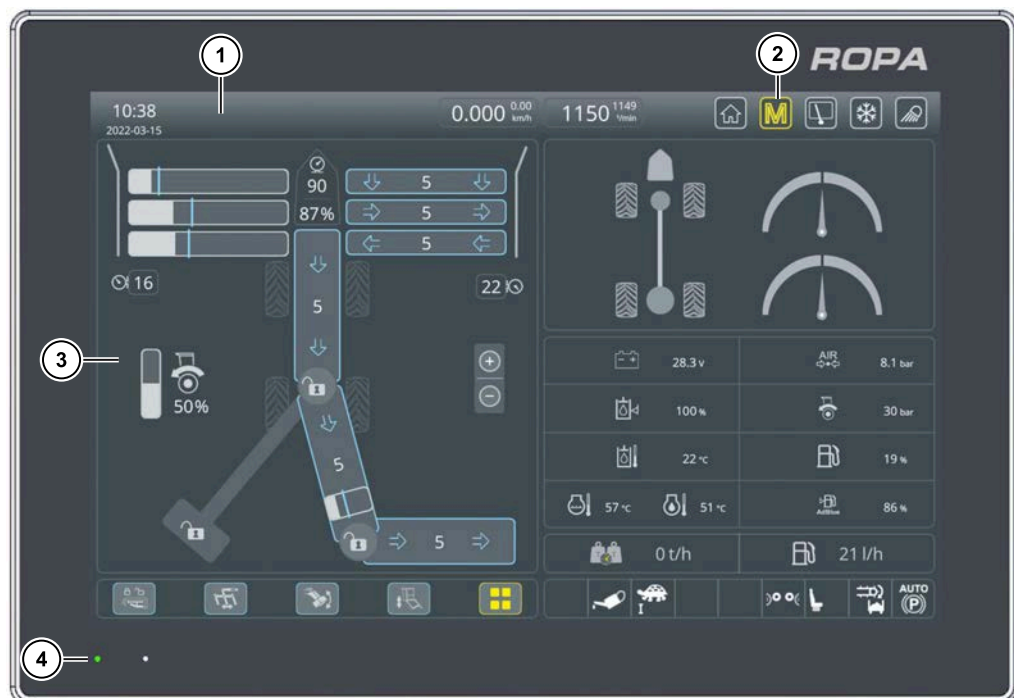 1
2
ROPA
10:38
2022-03-15
0.000 0.00 km/h
1150 1149 1/min
M
90
87%
5
5
5
16
22
5
3
50%
5
5
28.3 V
AIR
8.1 bar
100 %
30 bar
22 °C
19 %
57 °C
51 °C
AdBlue
86 %
0 t/h
21 l/h
I
AUTO
(P)
4